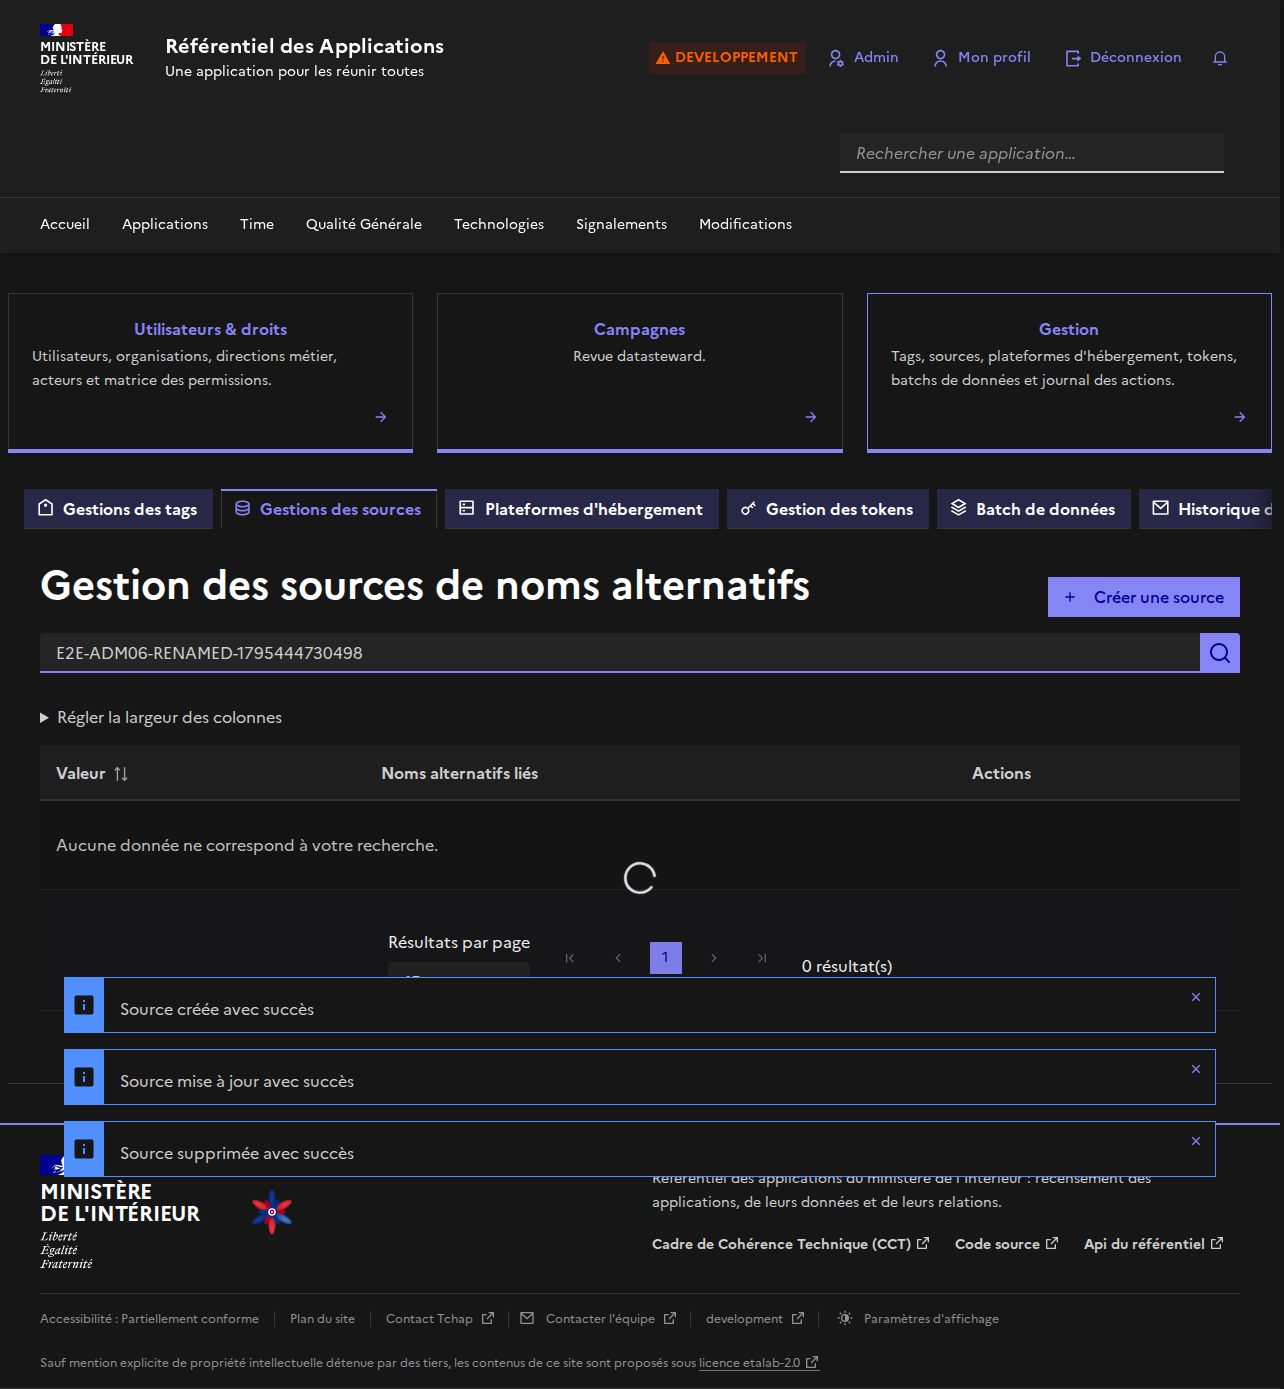 MINISTÈRE
DE L'INTÉRIEUR
Liberté
Égalité
Fraternité
Référentiel des Applications
Une application pour les réunir toutes
DEVELOPPEMENT
Admin
Mon profil
Déconnexion
Rechercher une application...
Accueil
Applications
Time
Qualité Générale
Technologies
Signalements
Modifications
Utilisateurs & droits
Utilisateurs, organisations, directions métier,
acteurs et matrice des permissions.
Campagnes
Revue datasteward.
Gestion
Tags, sources, plateformes d'hébergement, tokens,
batchs de données et journal des actions.
Gestions des tags
Gestions des sources
Plateformes d'hébergement
Gestion des tokens
Batch de données
Historique
Gestion des sources de noms alternatifs
Créer une source
E2E-ADM06-RENAMED-1795444730498
Régler la largeur des colonnes
Valeur
Noms alternatifs liés
Actions
Aucune donnée ne correspond à votre recherche.
Résultats par page
1
0 résultat(s)
Source créée avec succès
Source mise à jour avec succès
Source supprimée avec succès
MINISTÈRE
DE L'INTÉRIEUR
Liberté
Égalité
Fraternité
Référentiel des applications du ministère de l'intérieur : recensement des
applications, de leurs données et de leurs relations.
Cadre de Cohérence Technique (CCT)
Code source
Api du référentiel
Accessibilité : Partiellement conforme
Plan du site
Contact Tchap
Contacter l'équipe
development
Paramètres d'affichage
Sauf mention explicite de propriété intellectuelle détenue par des tiers, les contenus de ce site sont proposés sous licence etalab-2.0